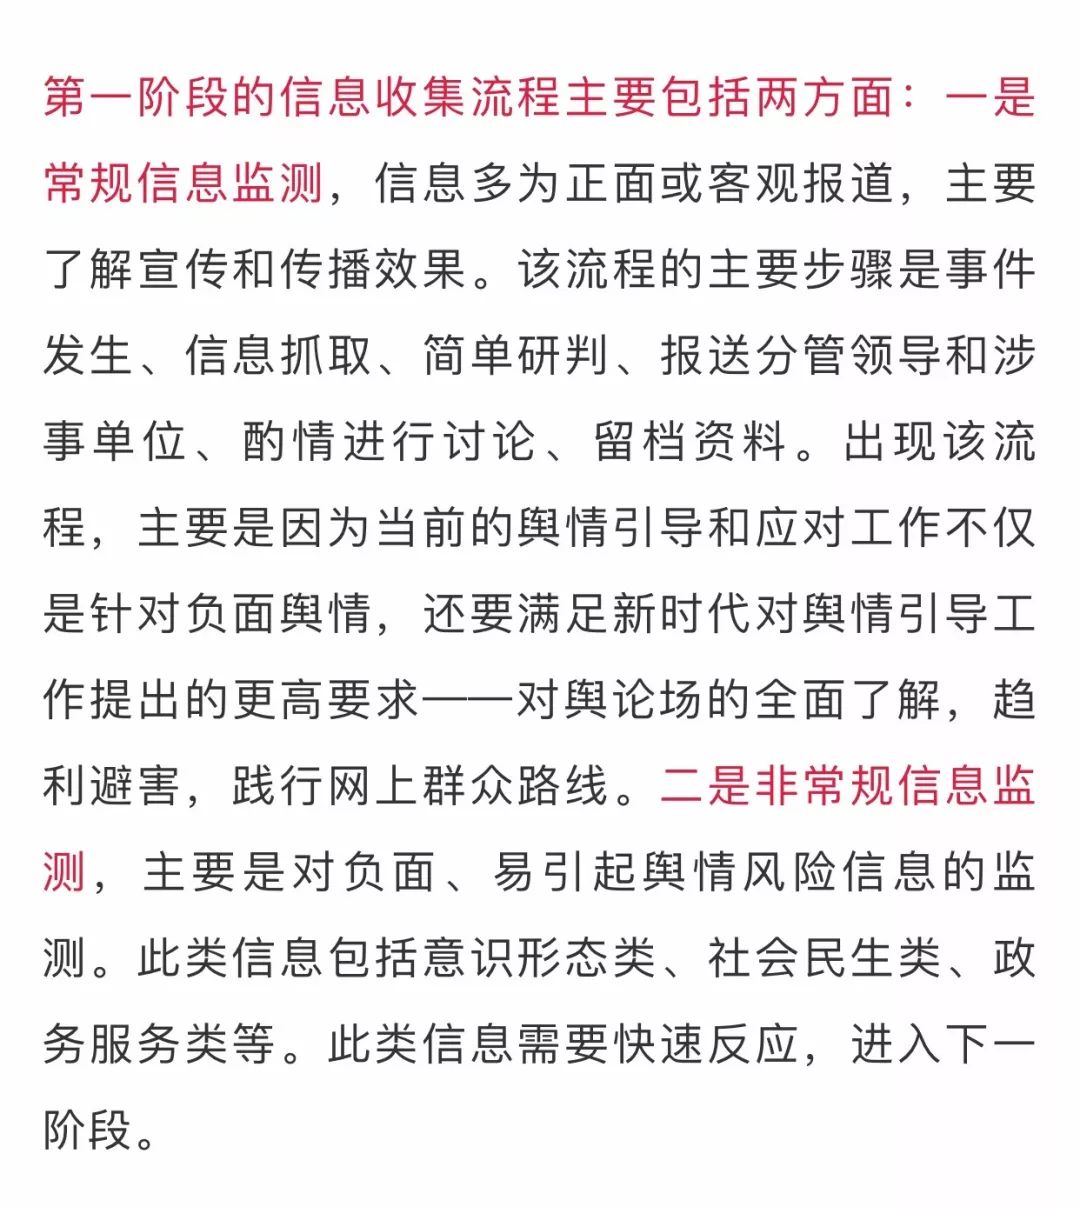 第一阶段的信息收集流程主要包括两方面：一是
常规信息监测，信息多为正面或客观报道，主要
了解宣传和传播效果。该流程的主要步骤是事件
发生、信息抓取、简单研判、报送分管领导和涉
事单位、酌情进行讨论、留档资料。出现该流
程，主要是因为当前的舆情引导和应对工作不仅
是针对负面舆情，还要满足新时代对舆情引导工
作提出的更高要求——对舆论场的全面了解，趋
利避害，践行网上群众路线。二是非常规信息监
测，主要是对负面、易引起舆情风险信息的监
测。此类信息包括意识形态类、社会民生类、政
务服务类等。此类信息需要快速反应，进入下一
阶段。